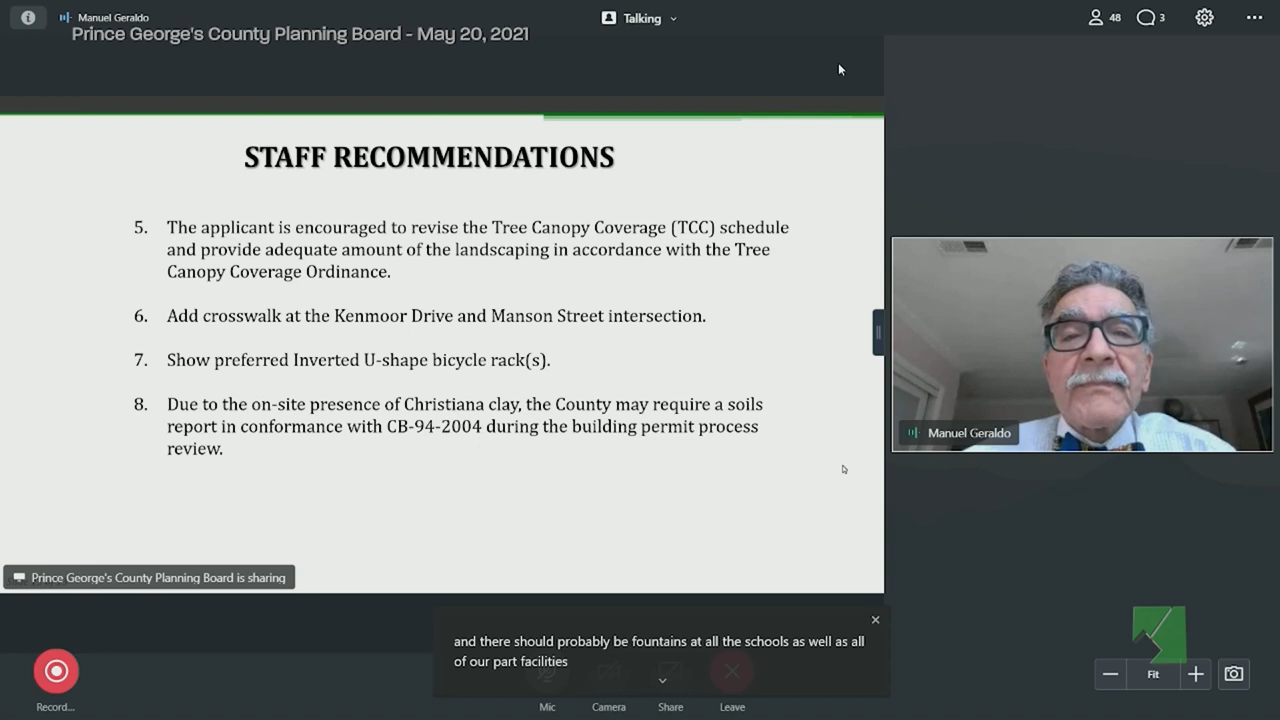 Manuel Geraldo
Talking
48
3
Prince George's County Planning Board - May 20, 2021
STAFF RECOMMENDATIONS
5. The applicant is encouraged to revise the Tree Canopy Coverage (TCC) schedule
and provide adequate amount of the landscaping in accordance with the Tree
Canopy Coverage Ordinance.
6. Add crosswalk at the Kenmoor Drive and Manson Street intersection.
7. Show preferred Inverted U-shape bicycle rack(s).
8. Due to the on-site presence of Christiana clay, the County may require a soils
report in conformance with CB-94-2004 during the building permit process
review.
Manuel Geraldo
Prince George's County Planning Board is sharing
and there should probably be fountains at all the schools as well as all
of our part facilities
Fit
Record...
Mic
Camera
Share
Leave